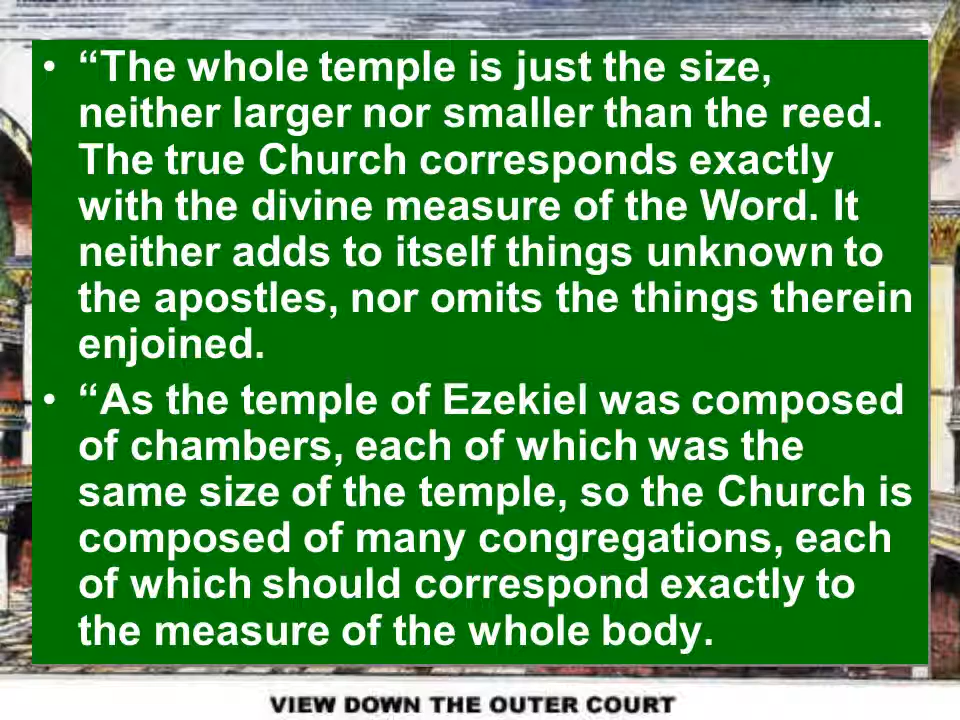 • “The whole temple is just the size,
neither larger nor smaller than the reed.
The true Church corresponds exactly
with the divine measure of the Word. It
neither adds to itself things unknown to
the apostles, nor omits the things therein
enjoined.
• “As the temple of Ezekiel was composed
of chambers, each of which was the
same size of the temple, so the Church is
composed of many congregations, each
of which should correspond exactly to
the measure of the whole body.
VIEW DOWN THE OUTER COURT